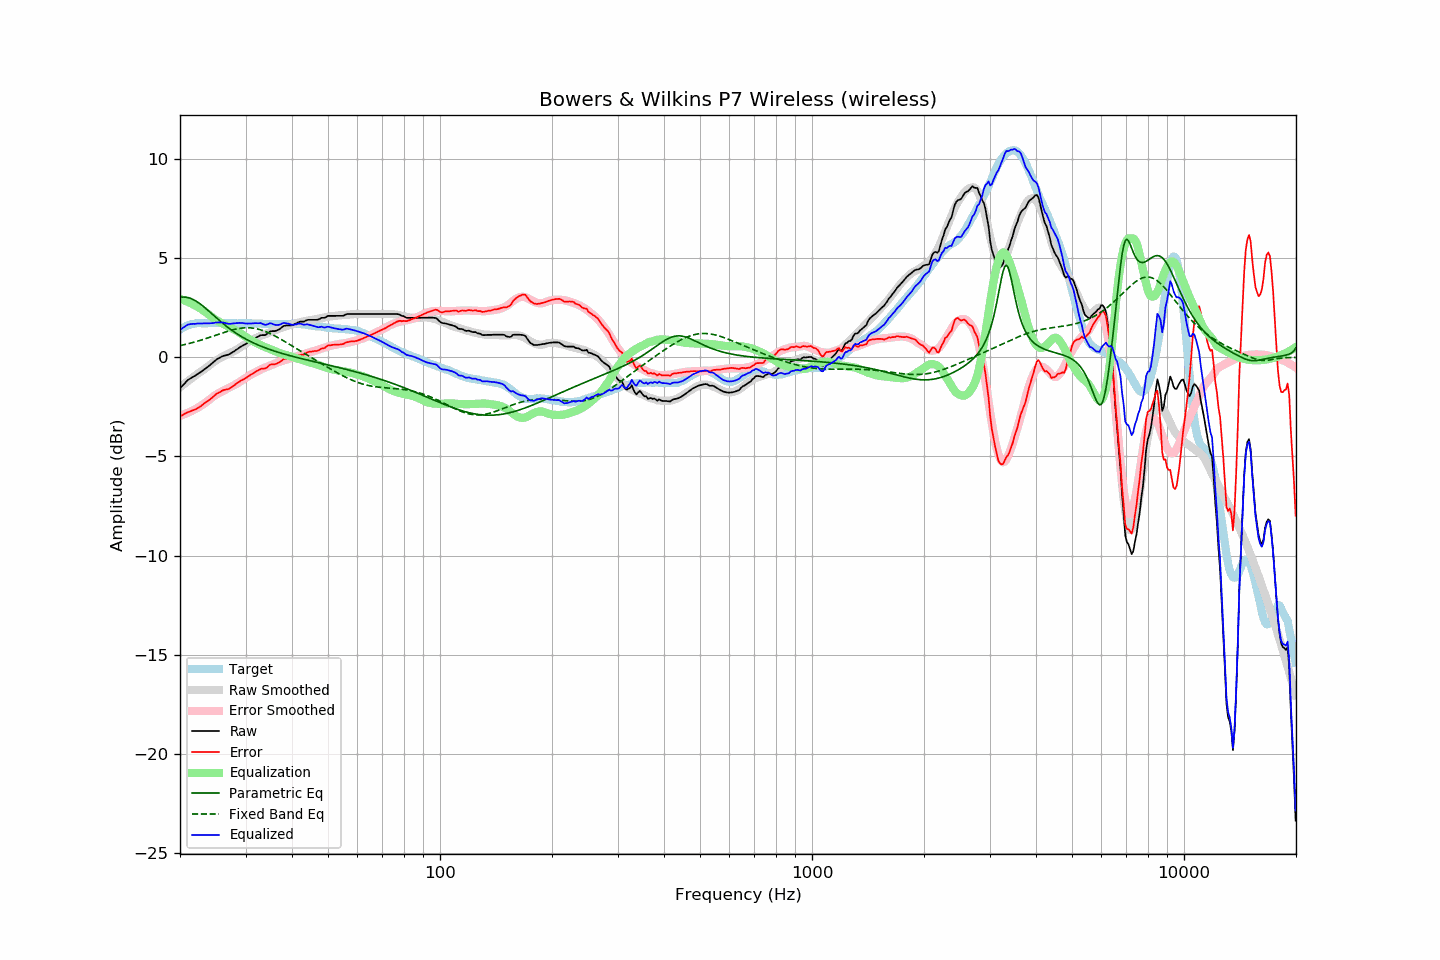 Bowers & Wilkins P7 Wireless (wireless)
10
5
0
−5
−10
−15
−20
−25
Amplitude (dBr)
Target
Raw Smoothed
Error Smoothed
Raw
Error
Equalization
Parametric Eq
Fixed Band Eq
Equalized
100
1000
10000
Frequency (Hz)